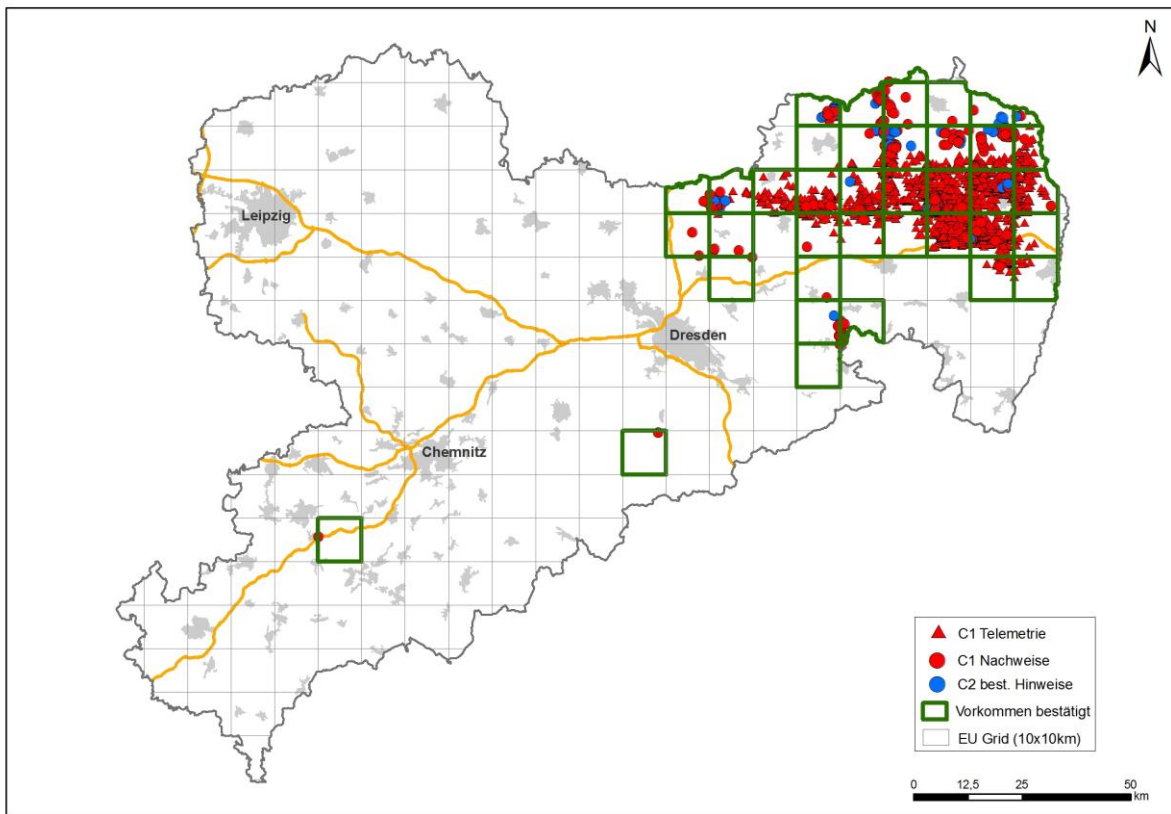 N
Leipzig
Dresden
Chemnitz
C1 Telemetrie
C1 Nachweise
C2 best. Hinweise
Vorkommen bestätigt
EU Grid (10x10km)
0 12,5 25 50
km